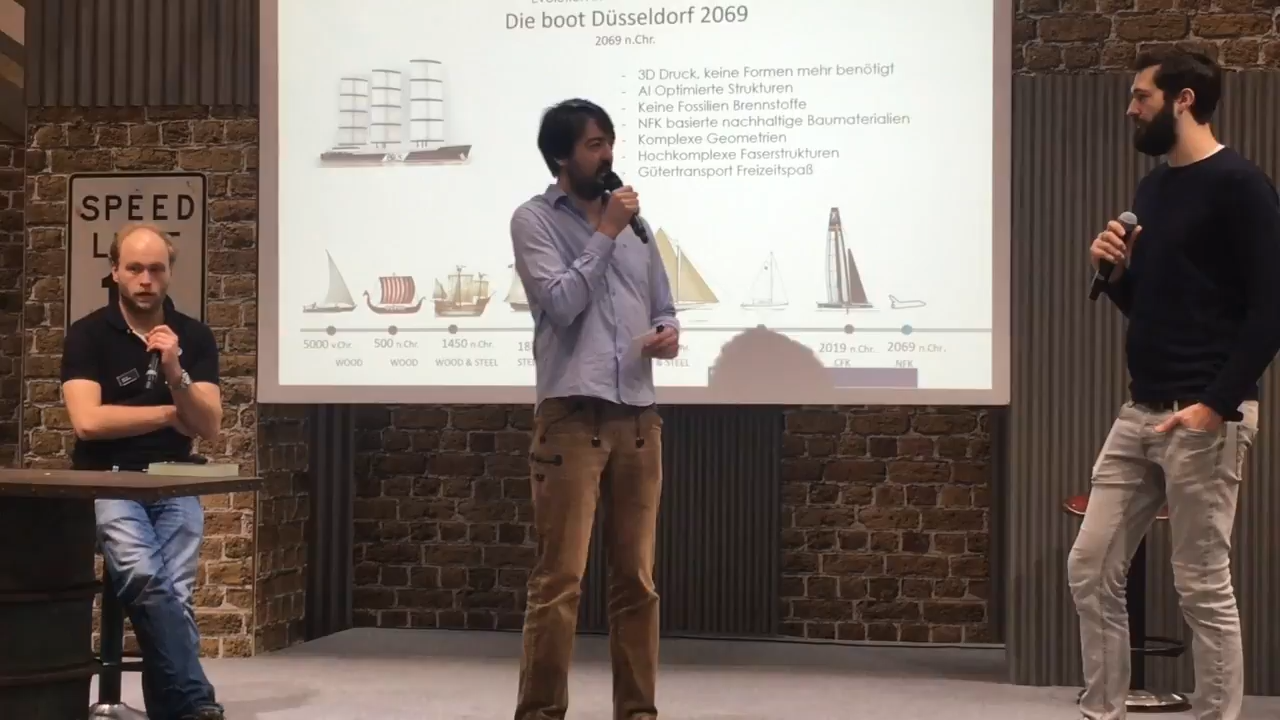 Die boot Düsseldorf 2069
2069 n.Chr.
- 3D Druck, keine Formen mehr benötigt
- AI Optimierte Strukturen
- Keine Fossilien Brennstoffe
- NFK basierte nachhaltige Baumaterialien
- Komplexe Geometrien
- Hochkomplexe Faserstrukturen
- Gütertransport Freizeitspaß
SPEED
5000 v.Chr. 500 n.Chr. 1450 n.Chr. 2019 n.Chr. 2069 n.Chr.
WOOD WOOD WOOD & STEEL & STEEL CFK NFK